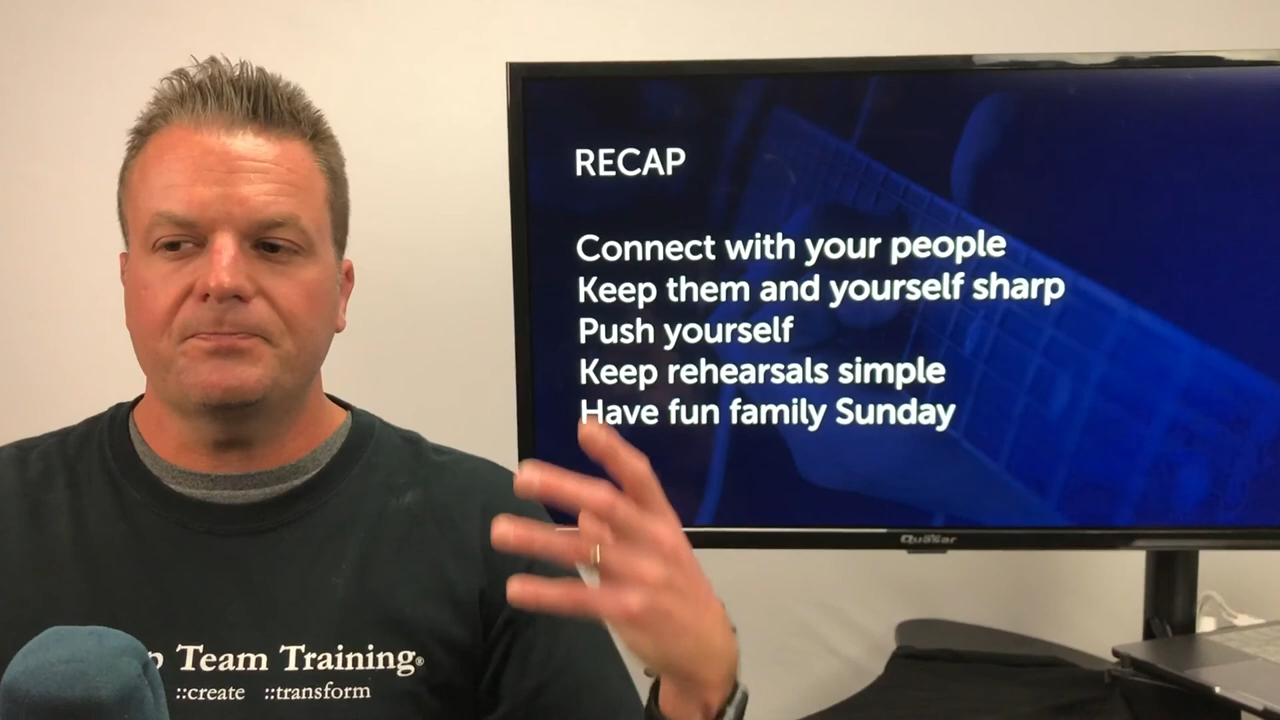 RECAP
Connect with your people
Keep them and yourself sharp
Push yourself
Keep rehearsals simple
Have fun family Sunday
Quasar
Team Training®
::create ::transform